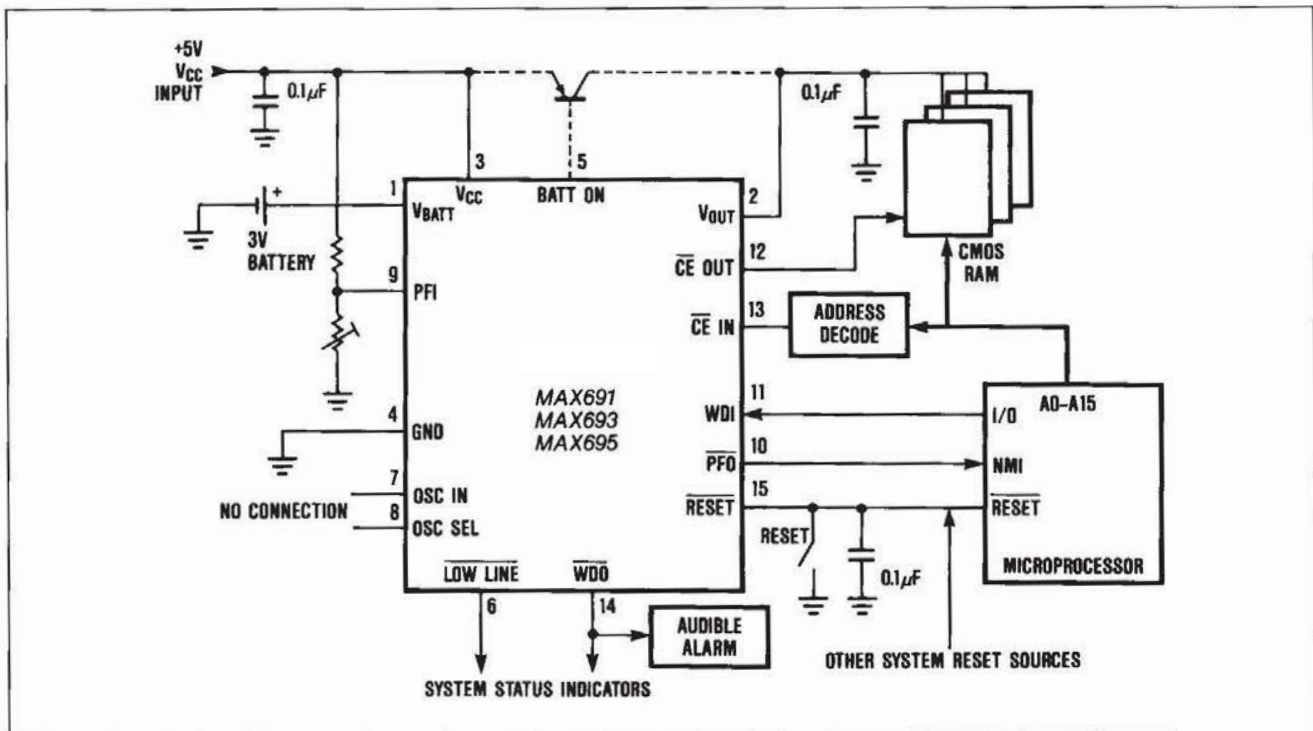 +5V
VCC
INPUT
0.1μF
0.1μF
3
5
1
VCC
BATT ON
2
VBATT
VOUT
+
3V
BATTERY
12
CE OUT
CMOS
RAM
9
PFI
13
CE IN
ADDRESS
DECODE
MAX691
MAX693
MAX695
11
WDI
A0-A15
I/O
4
GND
10
PFO
NMI
7
OSC IN
15
RESET
RESET
NO CONNECTION
8
OSC SEL
RESET
0.1μF
MICROPROCESSOR
LOW LINE
WDO
6
14
AUDIBLE
ALARM
OTHER SYSTEM RESET SOURCES
SYSTEM STATUS INDICATORS